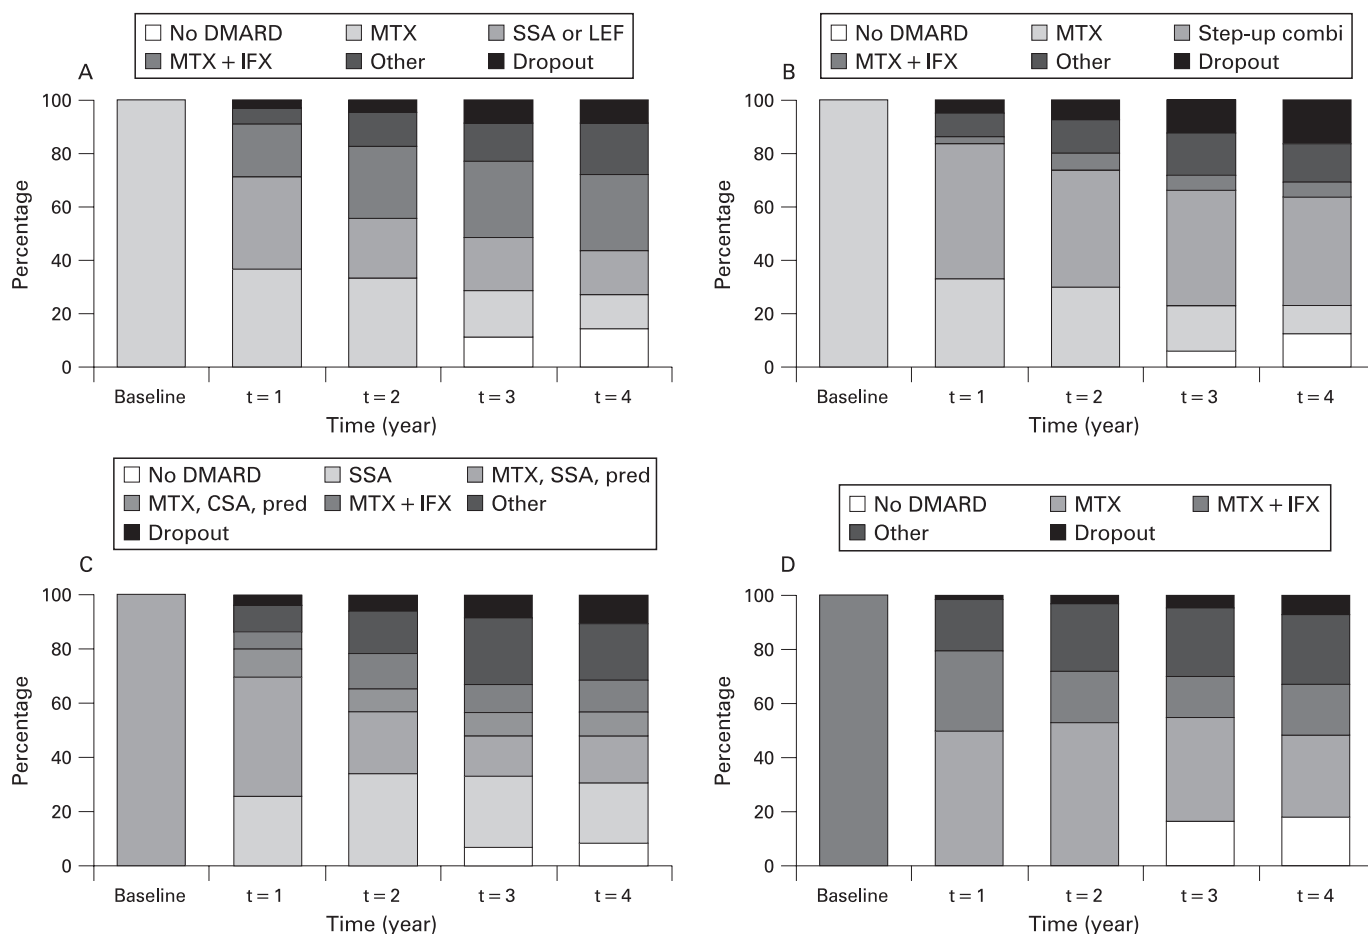 No DMARD MTX SSA or LEF
MTX + IFX Other Dropout
A
100
80
60
40
20
0
Percentage
Baseline t = 1 t = 2 t = 3 t = 4
Time (year)
No DMARD MTX Step-up combi
MTX + IFX Other Dropout
B
100
80
60
40
20
0
Percentage
Baseline t = 1 t = 2 t = 3 t = 4
Time (year)
No DMARD SSA MTX, SSA, pred
MTX, CSA, pred MTX + IFX Other
Dropout
C
100
80
60
40
20
0
Percentage
Baseline t = 1 t = 2 t = 3 t = 4
Time (year)
No DMARD MTX MTX + IFX
Other Dropout
D
100
80
60
40
20
0
Percentage
Baseline t = 1 t = 2 t = 3 t = 4
Time (year)